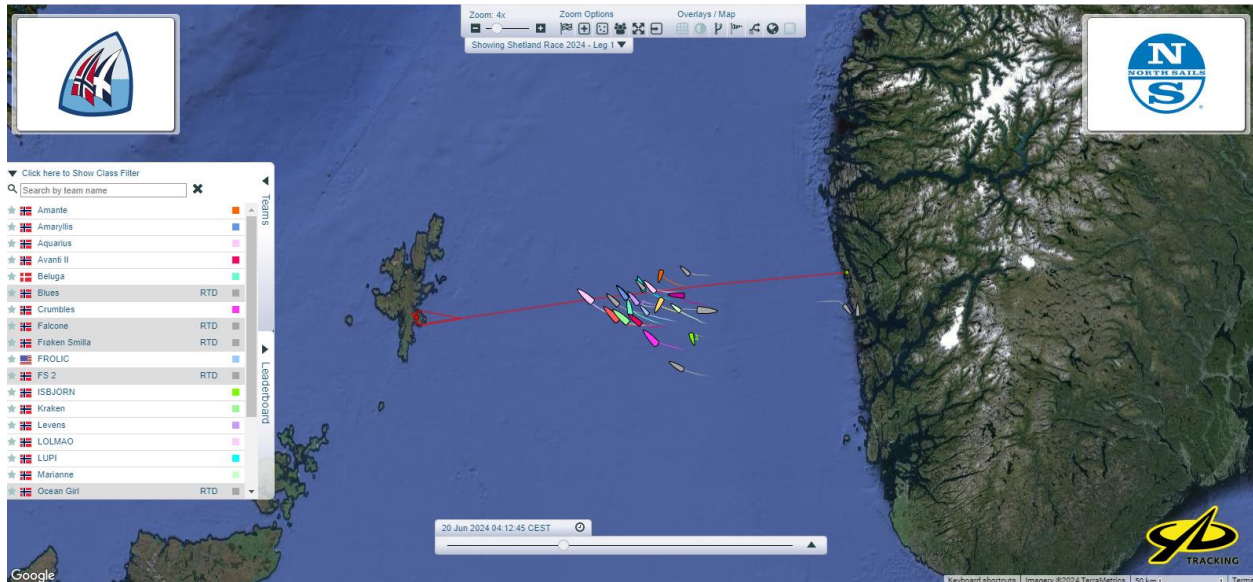 Zoom: 4x
Zoom Options
Overlays / Map
Showing Shetland Race 2024 - Leg 1
N
NORTH SAILS
S
Click here to Show Class Filter
Search by team name
Teams
Amante
Amaryllis
Aquarius
Avanti II
Beluga
Blues RTD
Crumbles
Falcone RTD
Frøken Smilla RTD
FROLIC
FS 2 RTD
ISBJORN
Kraken
Levens
LOLMAO
LUPI
Marianne
Ocean Girl RTD
Leaderboard
20 Jun 2024 04:12:45 CEST
yb
TRACKING
Google
Keyboard shortcuts
Imagery ©2024 TerraMetrics
50 km
Terms